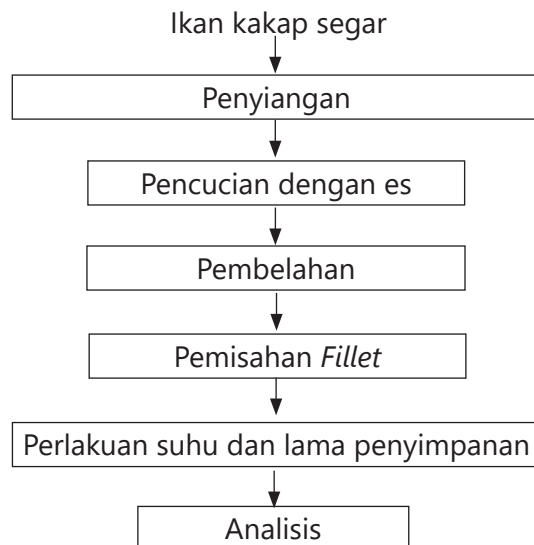 Ikan kakap segar
Penyiangan
Pencucian dengan es
Pembelahan
Pemisahan Fillet
Perlakuan suhu dan lama penyimpanan
Analisis